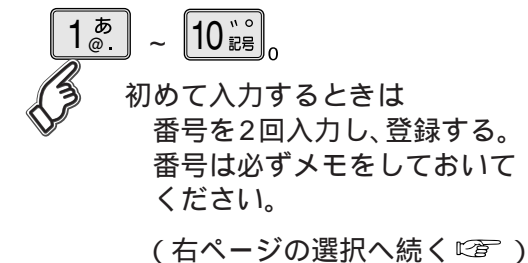 1 あ @. ~ 10 ゛゜ 記号 0
初めて入力するときは
番号を2回入力し、登録する。
番号は必ずメモをしておいて
ください。
(右ページの選択へ続く☞)